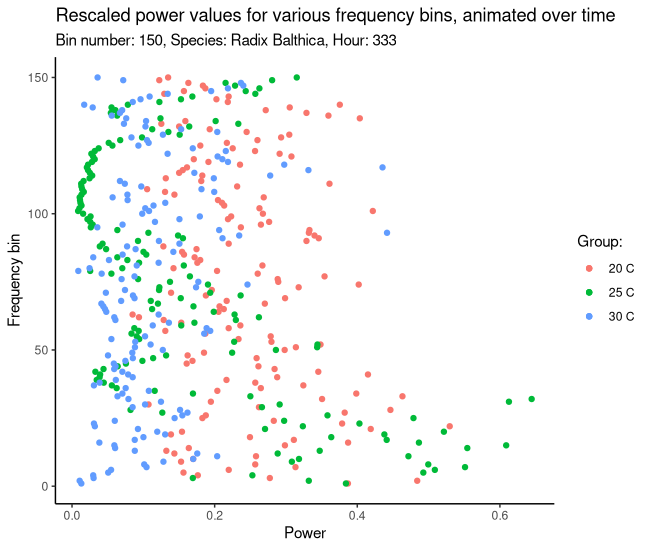 Rescaled power values for various frequency bins, animated over time
Bin number: 150, Species: Radix Balthica, Hour: 333
150
100
50
0
Frequency bin
0.0
0.2
0.4
0.6
Power
Group:
20 C
25 C
30 C